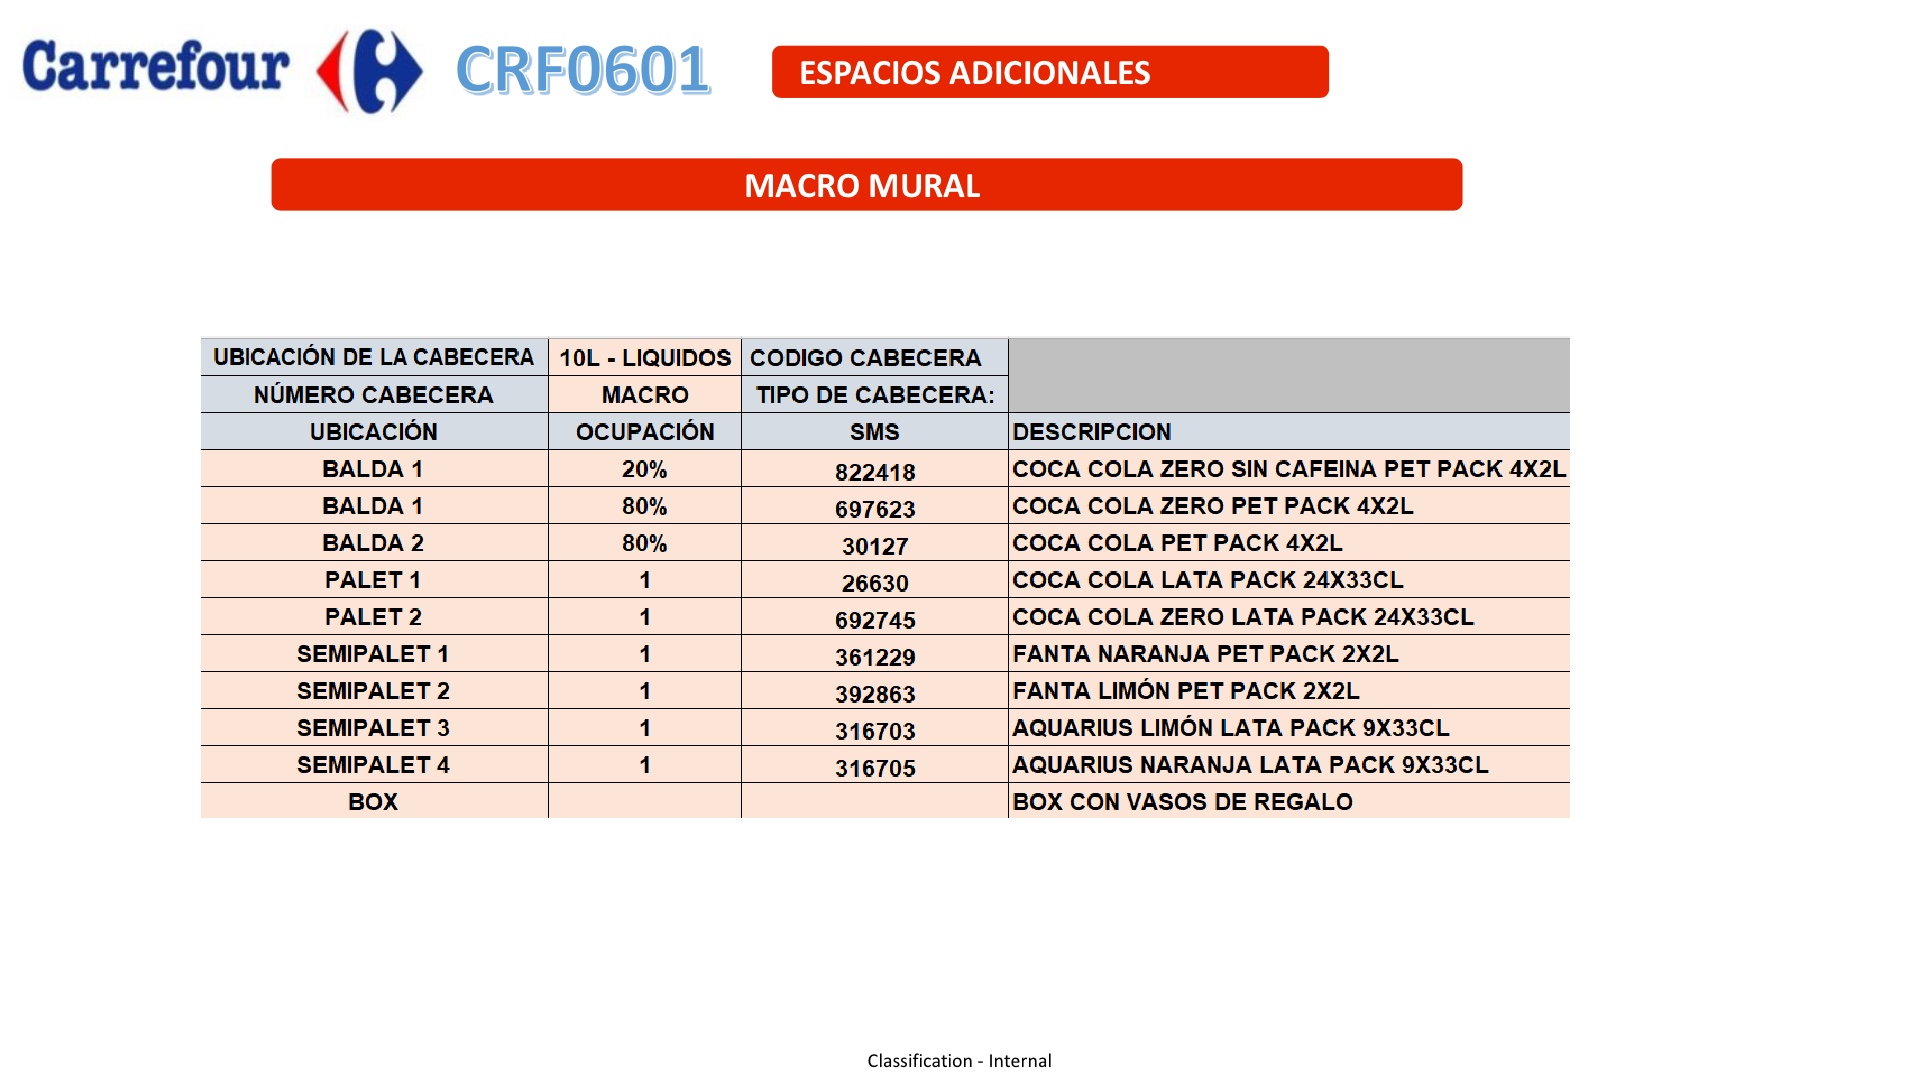 Carrefour CRF0601 ESPACIOS ADICIONALES
MACRO MURAL
UBICACIÓN DE LA CABECERA 10L - LIQUIDOS CODIGO CABECERA
NÚMERO CABECERA MACRO TIPO DE CABECERA:
UBICACIÓN OCUPACIÓN SMS DESCRIPCION
BALDA 1 20% 822418 COCA COLA ZERO SIN CAFEINA PET PACK 4X2L
BALDA 1 80% 697623 COCA COLA ZERO PET PACK 4X2L
BALDA 2 80% 30127 COCA COLA PET PACK 4X2L
PALET 1 1 26630 COCA COLA LATA PACK 24X33CL
PALET 2 1 692745 COCA COLA ZERO LATA PACK 24X33CL
SEMIPALET 1 1 361229 FANTA NARANJA PET PACK 2X2L
SEMIPALET 2 1 392863 FANTA LIMÓN PET PACK 2X2L
SEMIPALET 3 1 316703 AQUARIUS LIMÓN LATA PACK 9X33CL
SEMIPALET 4 1 316705 AQUARIUS NARANJA LATA PACK 9X33CL
BOX BOX CON VASOS DE REGALO
Classification - Internal